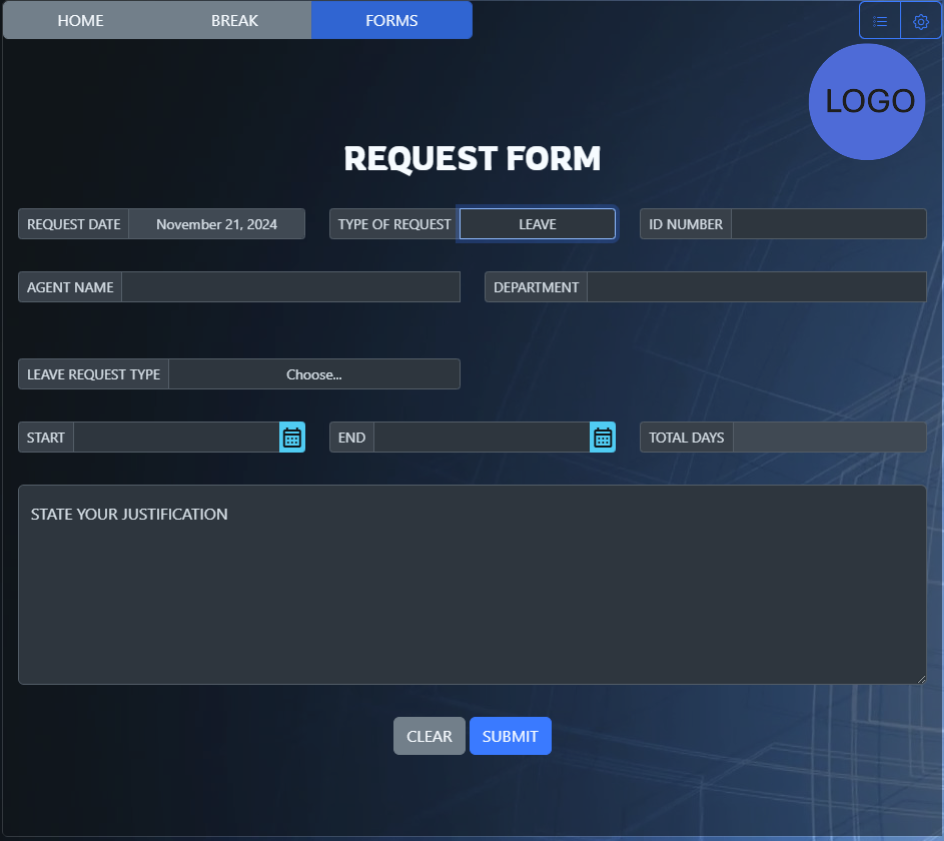 HOME BREAK FORMS
LOGO
REQUEST FORM
REQUEST DATE November 21, 2024 TYPE OF REQUEST LEAVE ID NUMBER
AGENT NAME DEPARTMENT
LEAVE REQUEST TYPE Choose...
START END TOTAL DAYS
STATE YOUR JUSTIFICATION
CLEAR SUBMIT